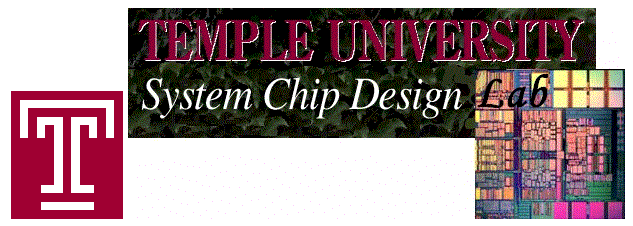 TEMPLE UNIVERSITY
System Chip Design Lab
T